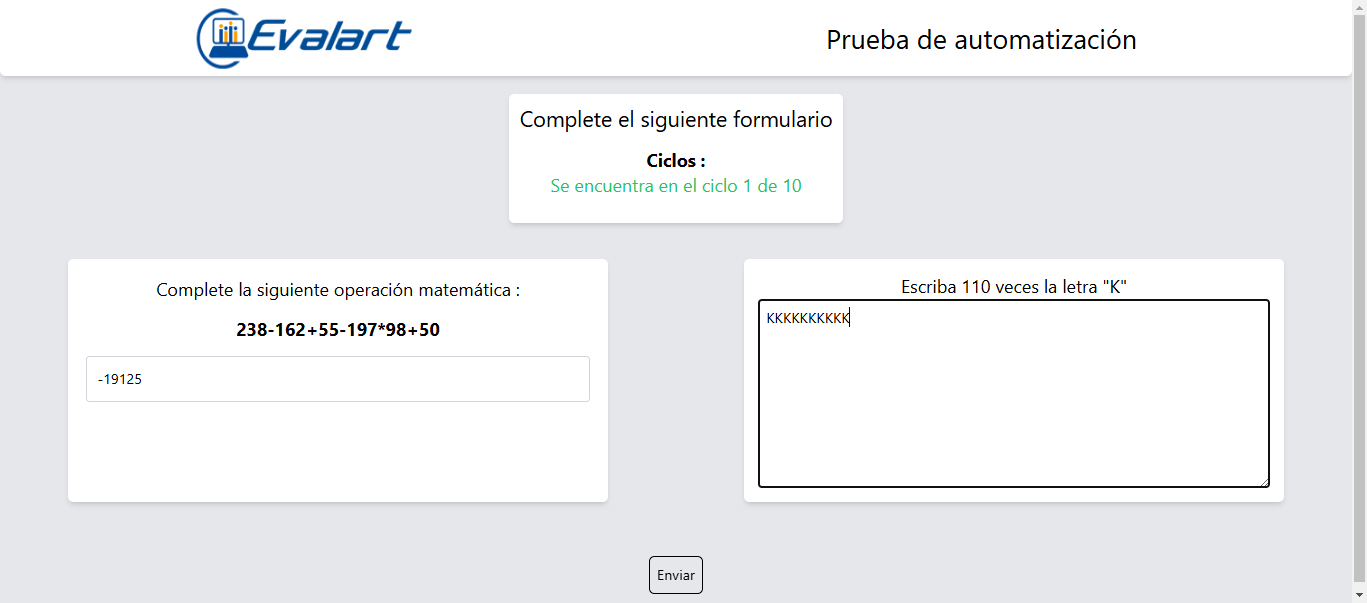 Evalart
Prueba de automatización
Complete el siguiente formulario
Ciclos :
Se encuentra en el ciclo 1 de 10
Complete la siguiente operación matemática :
238-162+55-197*98+50
-19125
Escriba 110 veces la letra "K"
KKKKKKKKKK
Enviar